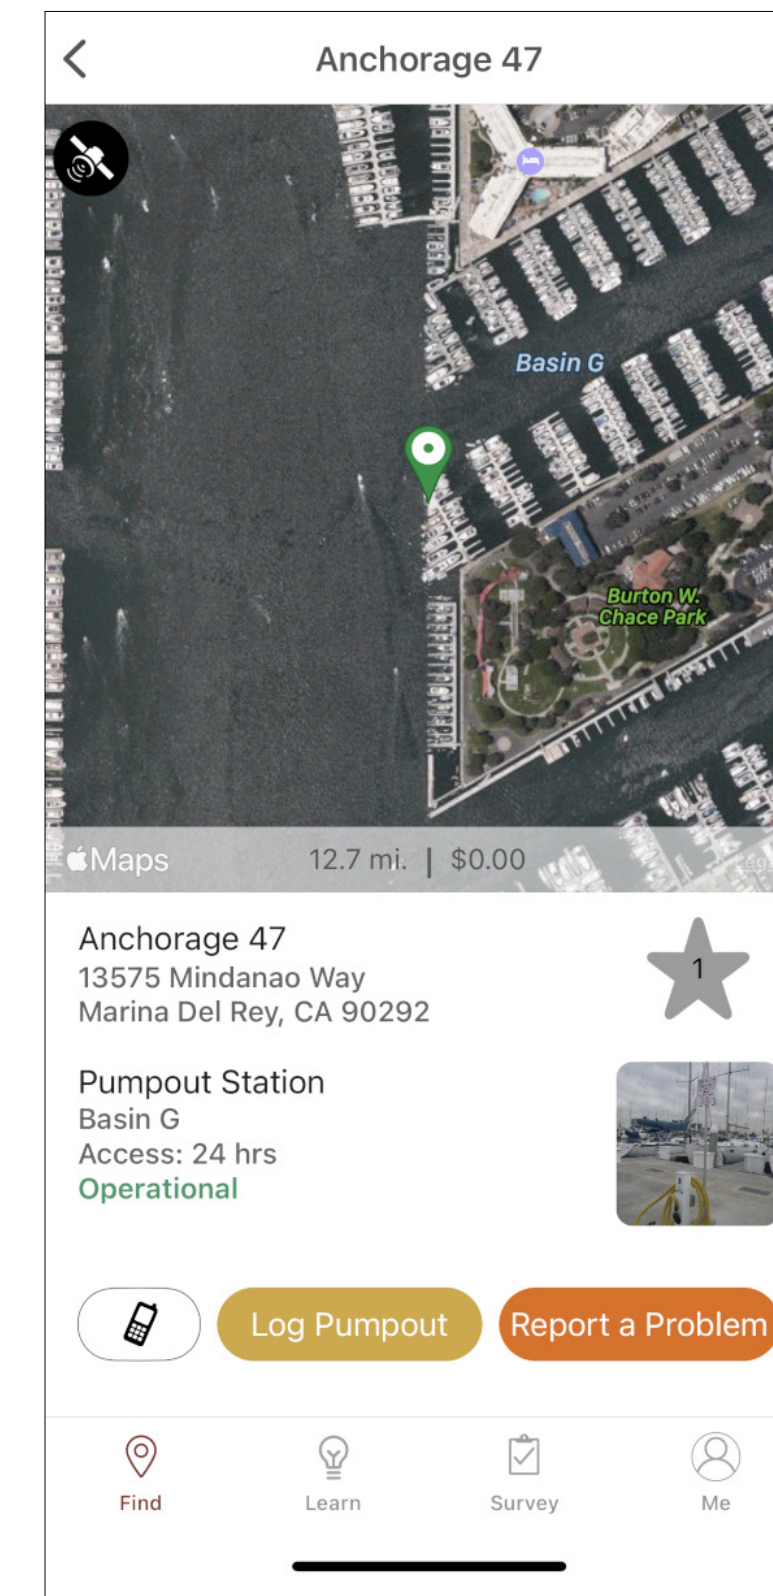 Anchorage 47
Basin G
Burton W.
Chace Park
Maps
12.7 mi. | $0.00
Anchorage 47
1
13575 Mindanao Way
Marina Del Rey, CA 90292
Pumpout Station
Basin G
Access: 24 hrs
Operational
Log Pumpout
Report a Problem
Find
Learn
Survey
Me